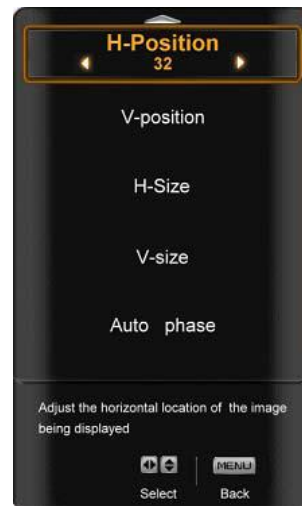 H-Position
32
V-position
H-Size
V-size
Auto phase
Adjust the horizontal location of the image
being displayed
MENU
Select Back